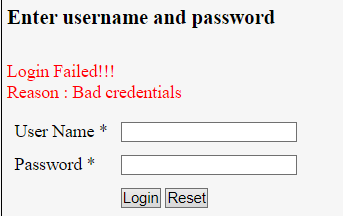 Enter username and password
Login Failed!!!
Reason : Bad credentials
User Name *
Password *
Login Reset